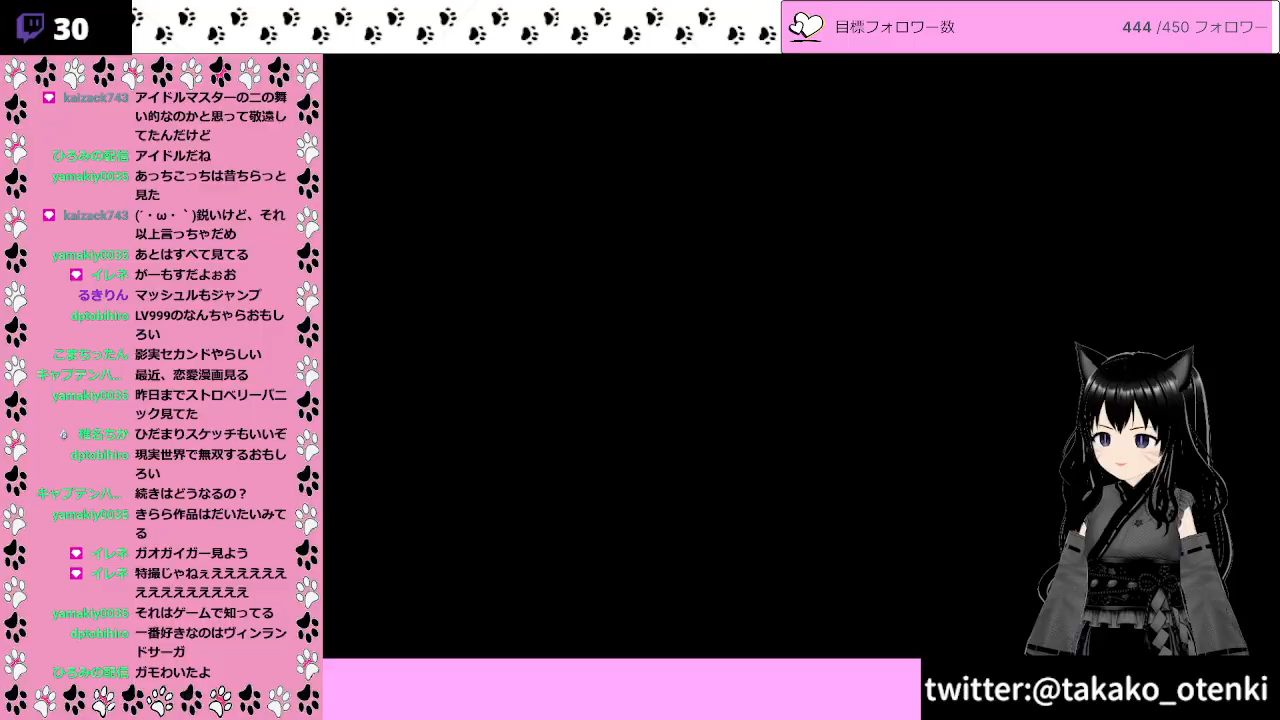 30
目標フォロワー数
444 /450 フォロワー
kaizack743 アイドルマスターの二の舞
い的なのかと思って敬遠し
てたんだけど
ひろみの配信 アイドルだね
yamakiy0035 あっちこっちは昔ちらっと
見た
kaizack743 (´・ω・｀)鋭いけど、それ
以上言っちゃだめ
yamakiy0035 あとはすべて見てる
イレネ がーもすだよぉお
るきりん マッシュルもジャンプ
dptobihiro LV999のなんちゃらおもし
ろい
こまちったん 影実セカンドやらしい
キャプテンハ... 最近、恋愛漫画見る
yamakiy0035 昨日までストロベリーパニ
ック見てた
椎名ちか ひだまりスケッチもいいぞ
dptobihiro 現実世界で無双するおもし
ろい
キャプテンハ... 続きはどうなるの？
yamakiy0035 きらら作品はだいたいみて
る
イレネ ガオガイガー見よう
イレネ 特撮じゃねぇえええええええ
えええええええええ
yamakiy0035 それはゲームで知ってる
dptobihiro 一番好きなのはヴィンラン
ドサーガ
ひろみの配信 ガモわいたよ
twitter:@takako_otenki